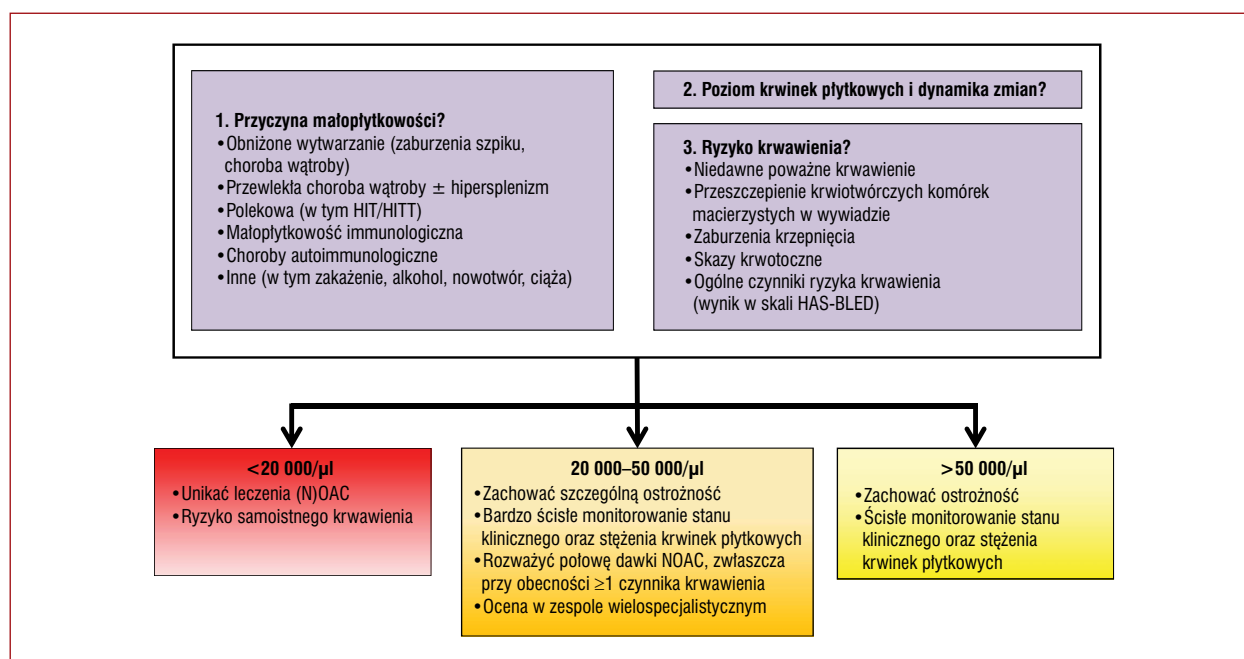 1. Przyczyna małopłytkowości?
•Obniżone wytwarzanie (zaburzenia szpiku,
choroba wątroby)
•Przewlekła choroba wątroby ± hipersplenizm
•Polekowa (w tym HIT/HITT)
•Małopłytkowość immunologiczna
•Choroby autoimmunologiczne
•Inne (w tym zakażenie, alkohol, nowotwór, ciąża)
2. Poziom krwinek płytkowych i dynamika zmian?
3. Ryzyko krwawienia?
•Niedawne poważne krwawienie
•Przeszczepienie krwiotwórczych komórek
macierzystych w wywiadzie
•Zaburzenia krzepnięcia
•Skazy krwotoczne
•Ogólne czynniki ryzyka krwawienia
(wynik w skali HAS-BLED)
<20 000/µl
•Unikać leczenia (N)OAC
•Ryzyko samoistnego krwawienia
20 000–50 000/µl
•Zachować szczególną ostrożność
•Bardzo ścisłe monitorowanie stanu
klinicznego oraz stężenia krwinek płytkowych
•Rozważyć połowę dawki NOAC, zwłaszcza
przy obecności ≥1 czynnika krwawienia
•Ocena w zespole wielospecjalistycznym
>50 000/µl
•Zachować ostrożność
•Ścisłe monitorowanie stanu
klinicznego oraz stężenia
krwinek płytkowych